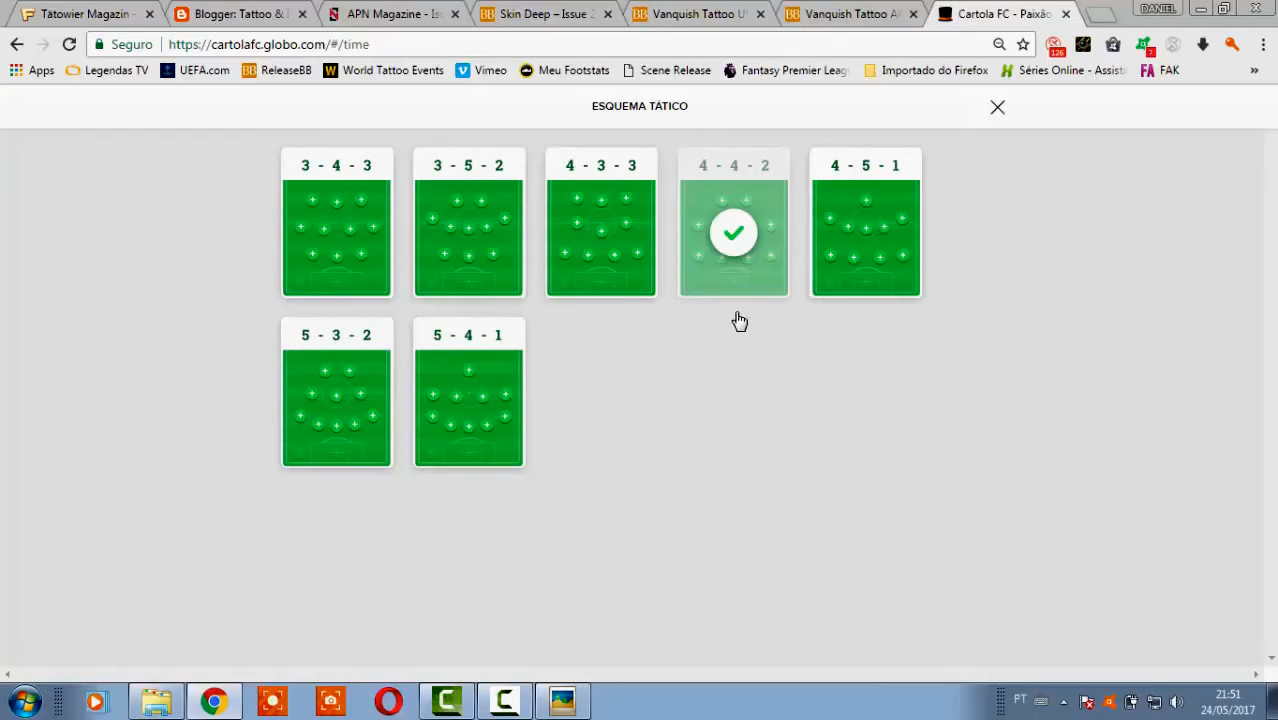 Tätowier Magazin -
Blogger: Tattoo &
APN Magazine - Is
Skin Deep – Issue 2
Vanquish Tattoo U
Vanquish Tattoo A
Cartola FC - Paixão
DANIEL
Seguro
https://cartolafc.globo.com/#/time
126
7
Apps
Legendas TV
UEFA.com
ReleaseBB
World Tattoo Events
Vimeo
Meu Footstats
Scene Release
Fantasy Premier Leag
Importado do Firefox
Séries Online - Assist
FAK
»
ESQUEMA TÁTICO
3 - 4 - 3
3 - 5 - 2
4 - 3 - 3
4 - 4 - 2
4 - 5 - 1
5 - 3 - 2
5 - 4 - 1
PT
21:51
24/05/2017